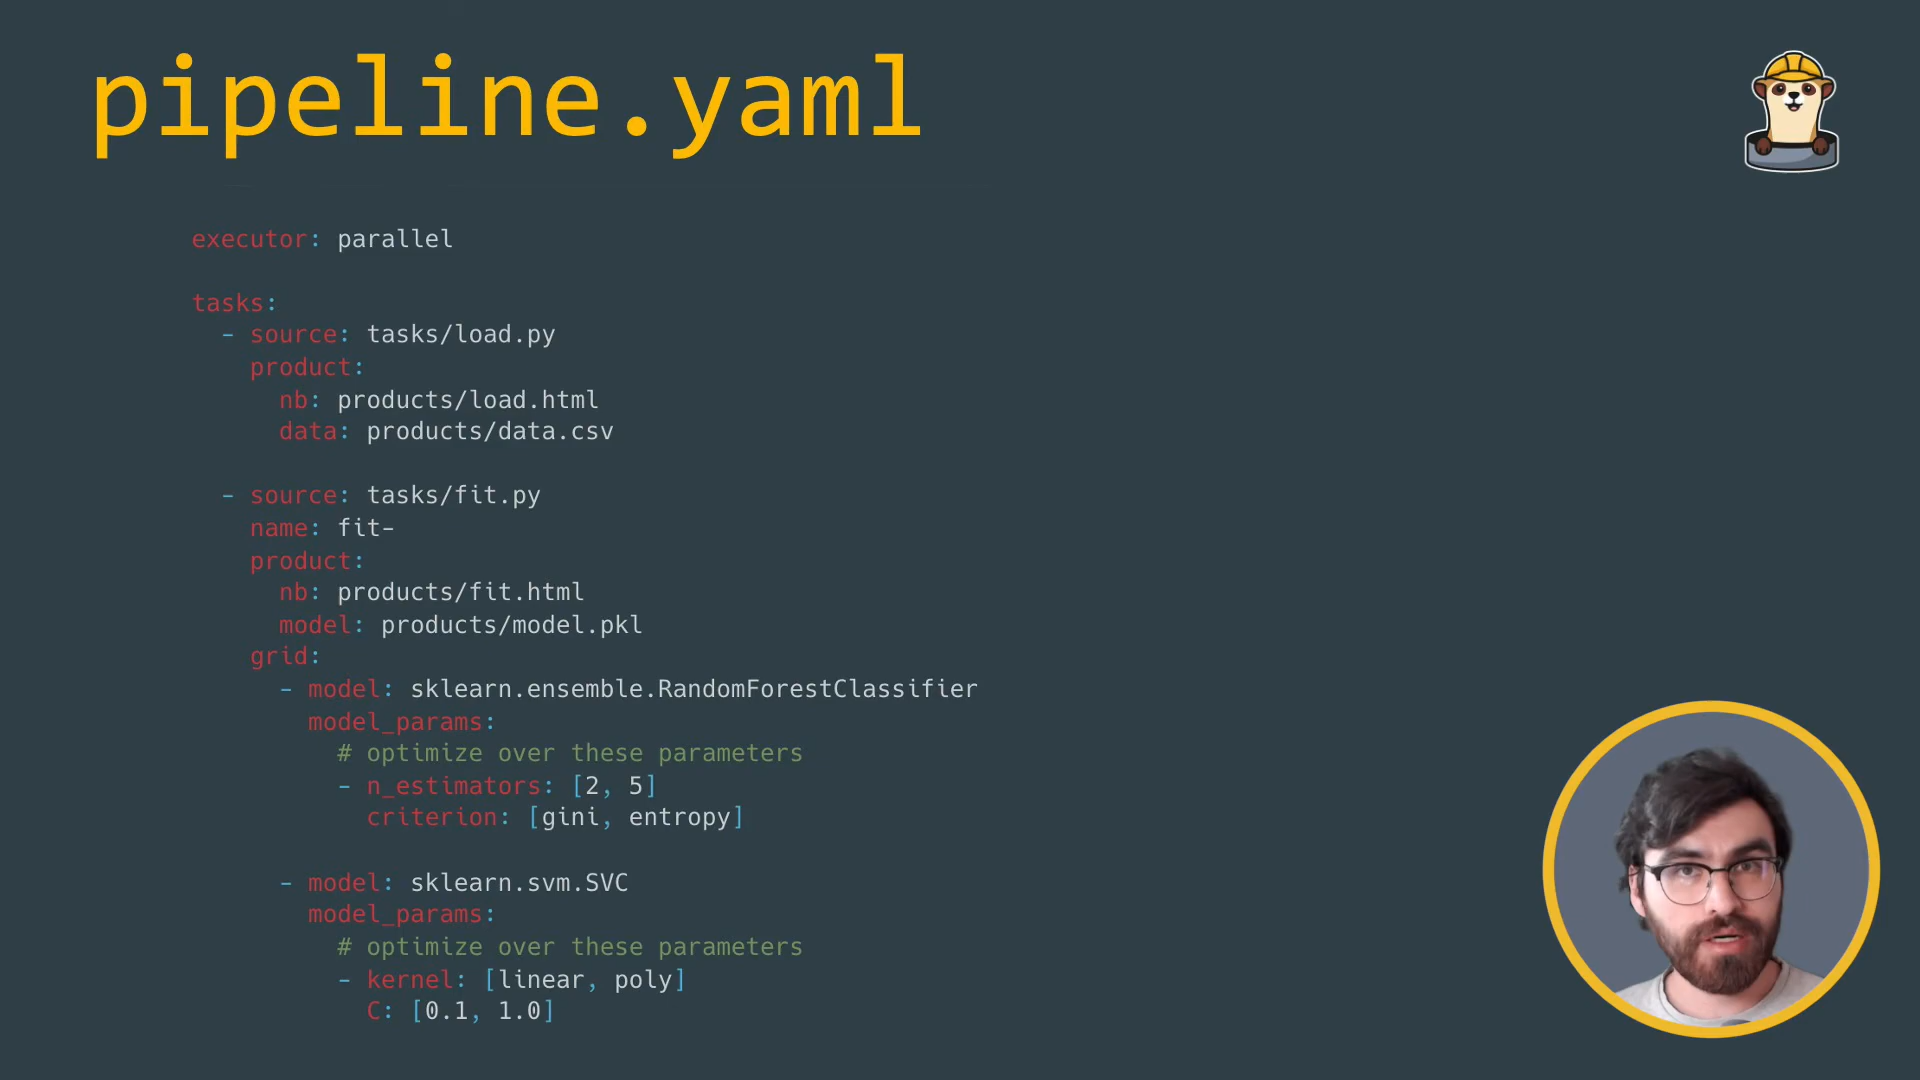 pipeline.yaml
executor: parallel
tasks:
  - source: tasks/load.py
    product:
      nb: products/load.html
      data: products/data.csv
  - source: tasks/fit.py
    name: fit-
    product:
      nb: products/fit.html
      model: products/model.pkl
    grid:
      - model: sklearn.ensemble.RandomForestClassifier
        model_params:
          # optimize over these parameters
          - n_estimators: [2, 5]
            criterion: [gini, entropy]
      - model: sklearn.svm.SVC
        model_params:
          # optimize over these parameters
          - kernel: [linear, poly]
            C: [0.1, 1.0]